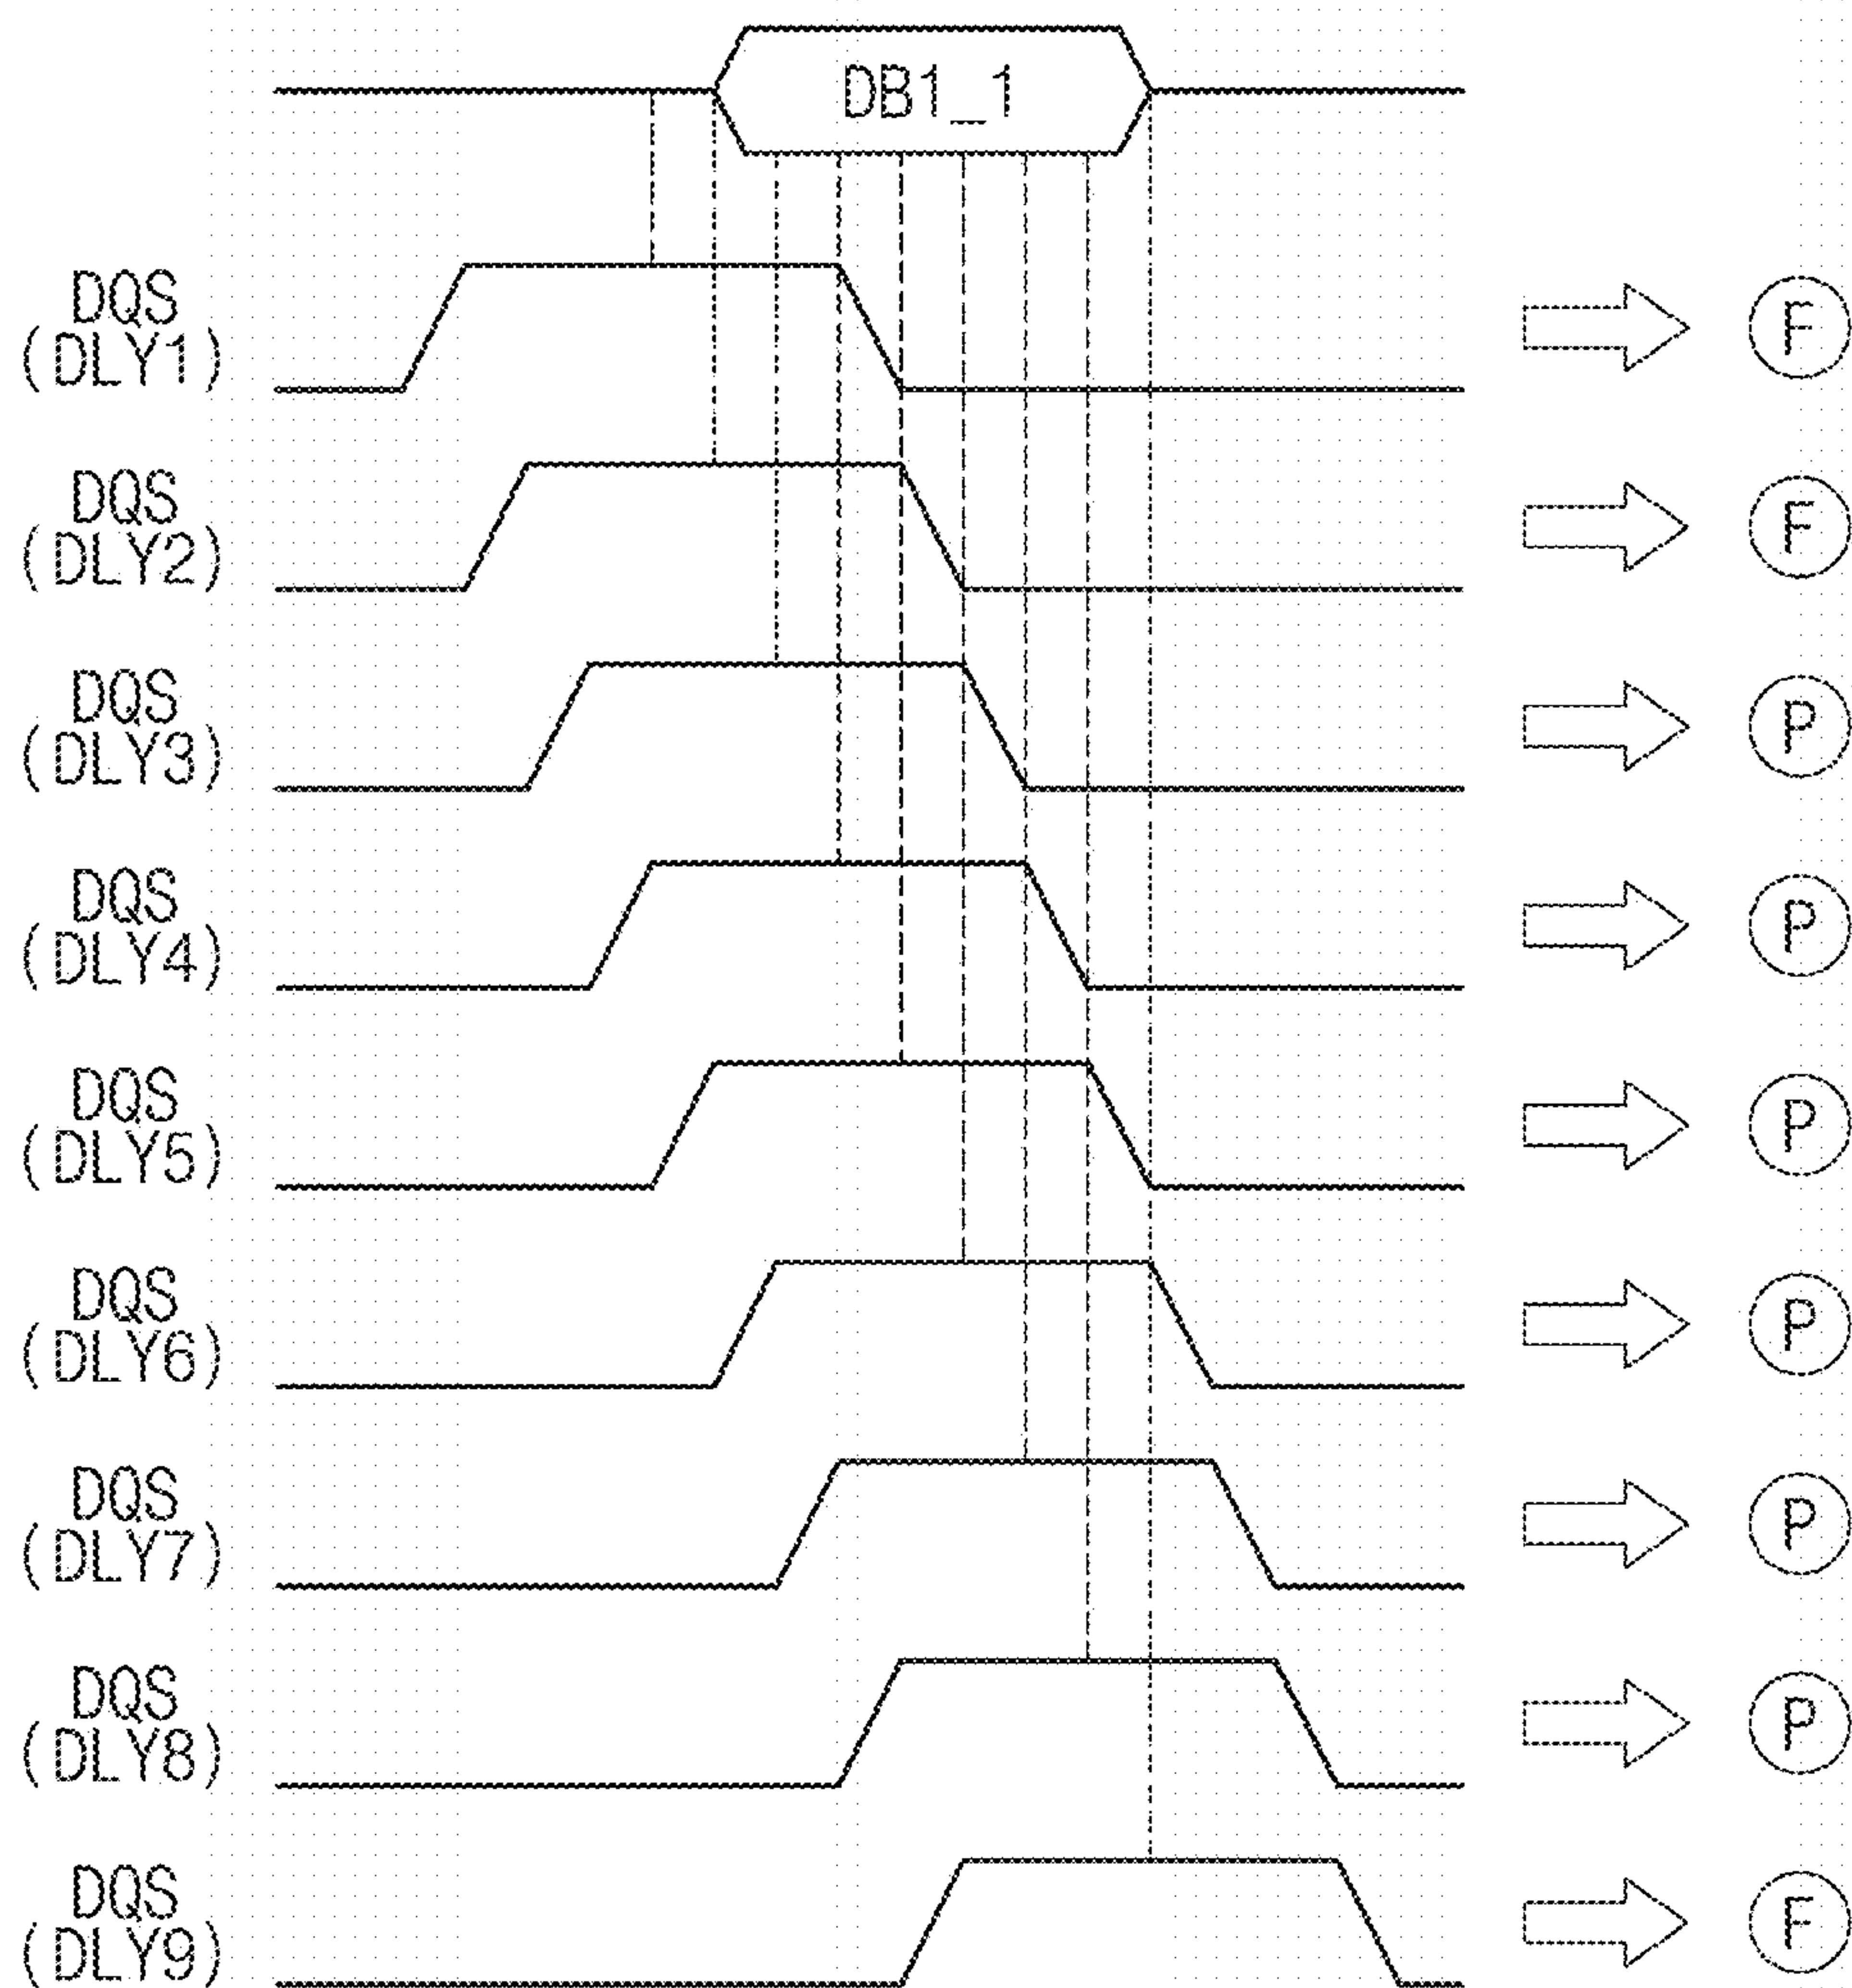 DB1_1
DQS
(DLY1)
F
DQS
(DLY2)
F
DQS
(DLY3)
P
DQS
(DLY4)
P
DQS
(DLY5)
P
DQS
(DLY6)
P
DQS
(DLY7)
P
DQS
(DLY8)
P
DQS
(DLY9)
F